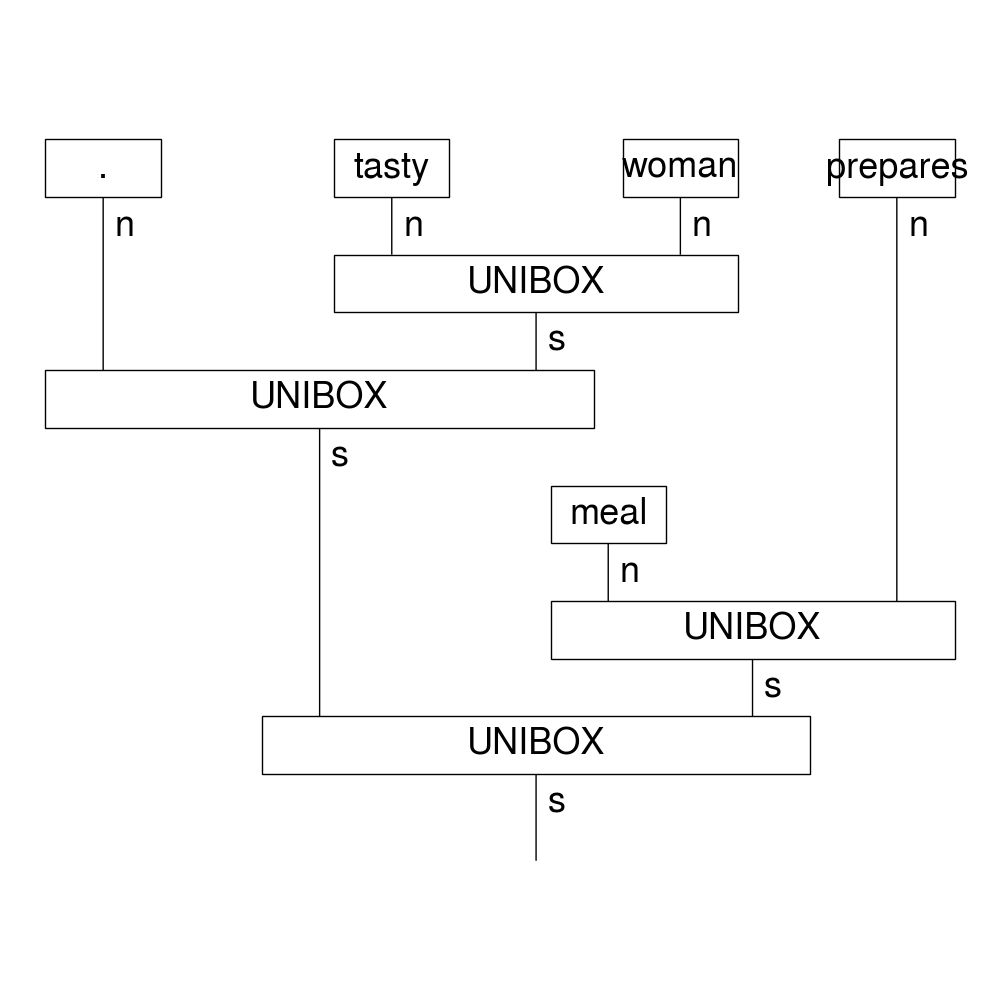 . tasty woman prepares
n n n n
UNIBOX
s
UNIBOX
s
meal
n
UNIBOX
s
UNIBOX
s